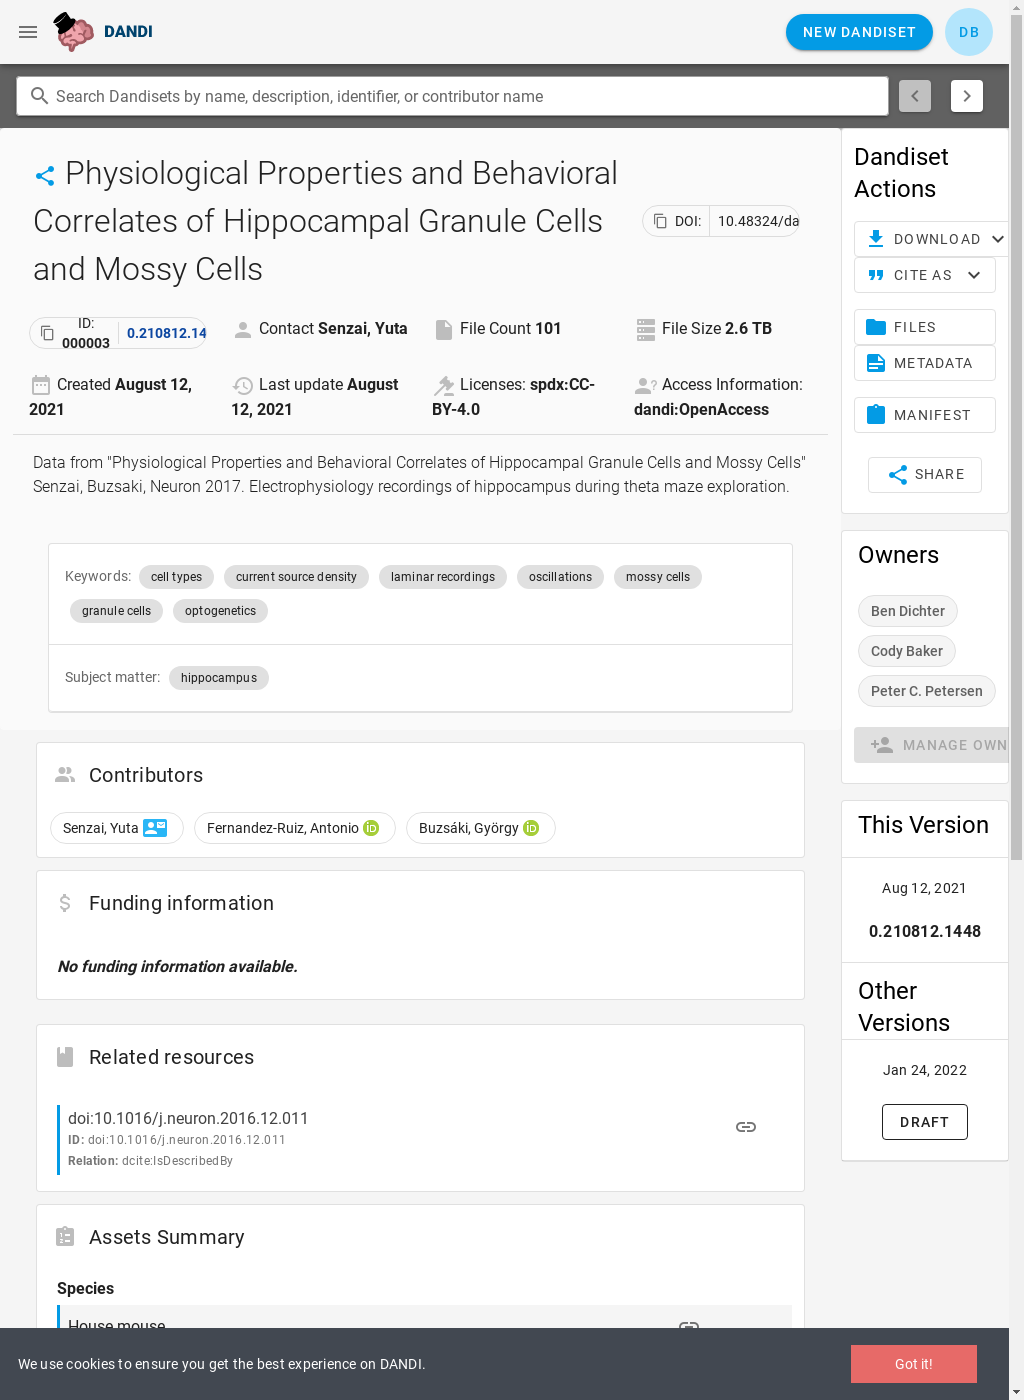 DANDI
NEW DANDISET
DB
Search Dandisets by name, description, identifier, or contributor name
Physiological Properties and Behavioral
Correlates of Hippocampal Granule Cells
and Mossy Cells
DOI: 10.48324/da
ID:
000003
0.210812.14
Contact Senzai, Yuta
File Count 101
File Size 2.6 TB
Created August 12,
2021
Last update August
12, 2021
Licenses: spdx:CC-
BY-4.0
Access Information:
dandi:OpenAccess
Data from "Physiological Properties and Behavioral Correlates of Hippocampal Granule Cells and Mossy Cells"
Senzai, Buzsaki, Neuron 2017. Electrophysiology recordings of hippocampus during theta maze exploration.
Keywords: cell types current source density laminar recordings oscillations mossy cells
granule cells optogenetics
Subject matter: hippocampus
Contributors
Senzai, Yuta Fernandez-Ruiz, Antonio iD Buzsáki, György iD
Funding information
No funding information available.
Related resources
doi:10.1016/j.neuron.2016.12.011
ID: doi:10.1016/j.neuron.2016.12.011
Relation: dcite:IsDescribedBy
Assets Summary
Species
House mouse
Dandiset
Actions
DOWNLOAD
CITE AS
FILES
METADATA
MANIFEST
SHARE
Owners
Ben Dichter
Cody Baker
Peter C. Petersen
MANAGE OWN
This Version
Aug 12, 2021
0.210812.1448
Other
Versions
Jan 24, 2022
DRAFT
We use cookies to ensure you get the best experience on DANDI.
Got it!